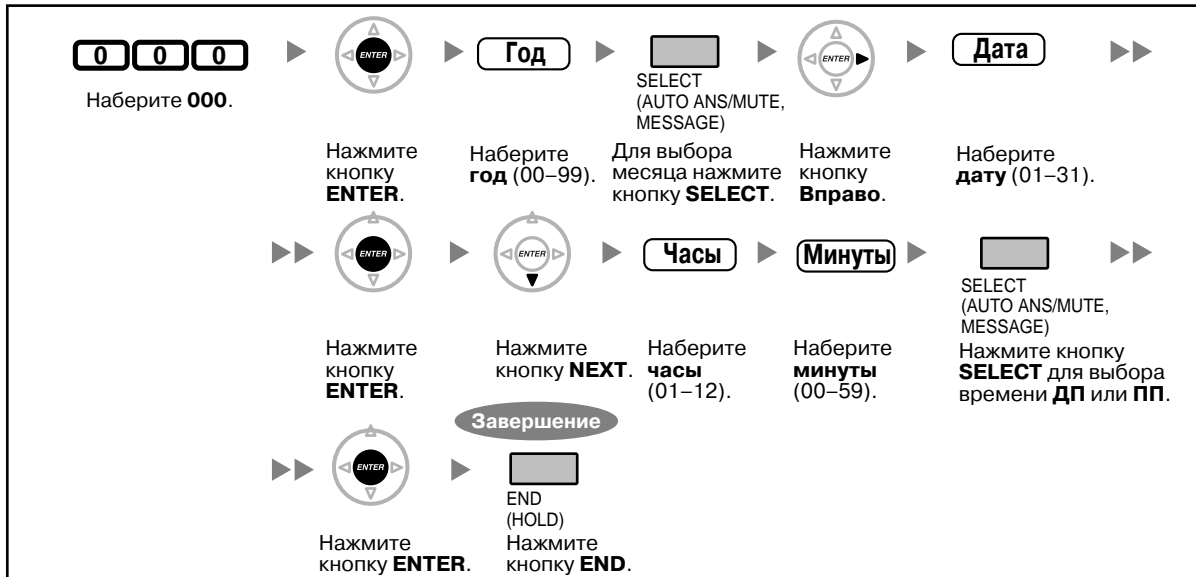 0 0 0
ENTER
Год
ENTER
Дата
SELECT
(AUTO ANS/MUTE,
MESSAGE)
Наберите 000.
Нажмите
кнопку
ENTER.
Наберите
год (00–99).
Для выбора
месяца нажмите
кнопку SELECT.
Нажмите
кнопку
Вправо.
Наберите
дату (01–31).
ENTER
ENTER
Часы
Минуты
SELECT
(AUTO ANS/MUTE,
MESSAGE)
Нажмите
кнопку
ENTER.
Нажмите
кнопку NEXT.
Наберите
часы
(01–12).
Наберите
минуты
(00–59).
Нажмите кнопку
SELECT для выбора
времени ДП или ПП.
Завершение
ENTER
END
(HOLD)
Нажмите
кнопку ENTER.
Нажмите
кнопку END.